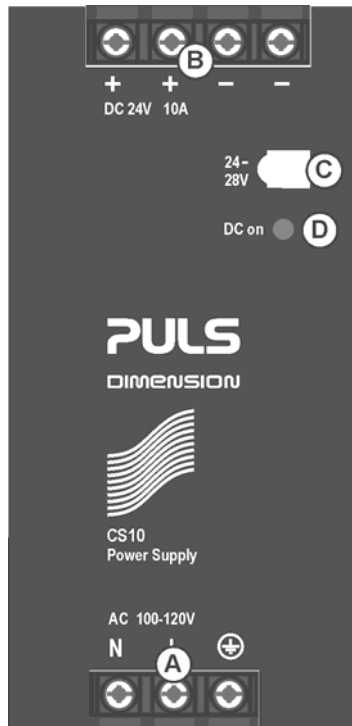 B
+ + − −
DC 24V 10A
24–
28V
C
DC on
D
PULS
DIMENSION
CS10
Power Supply
AC 100-120V
N
A